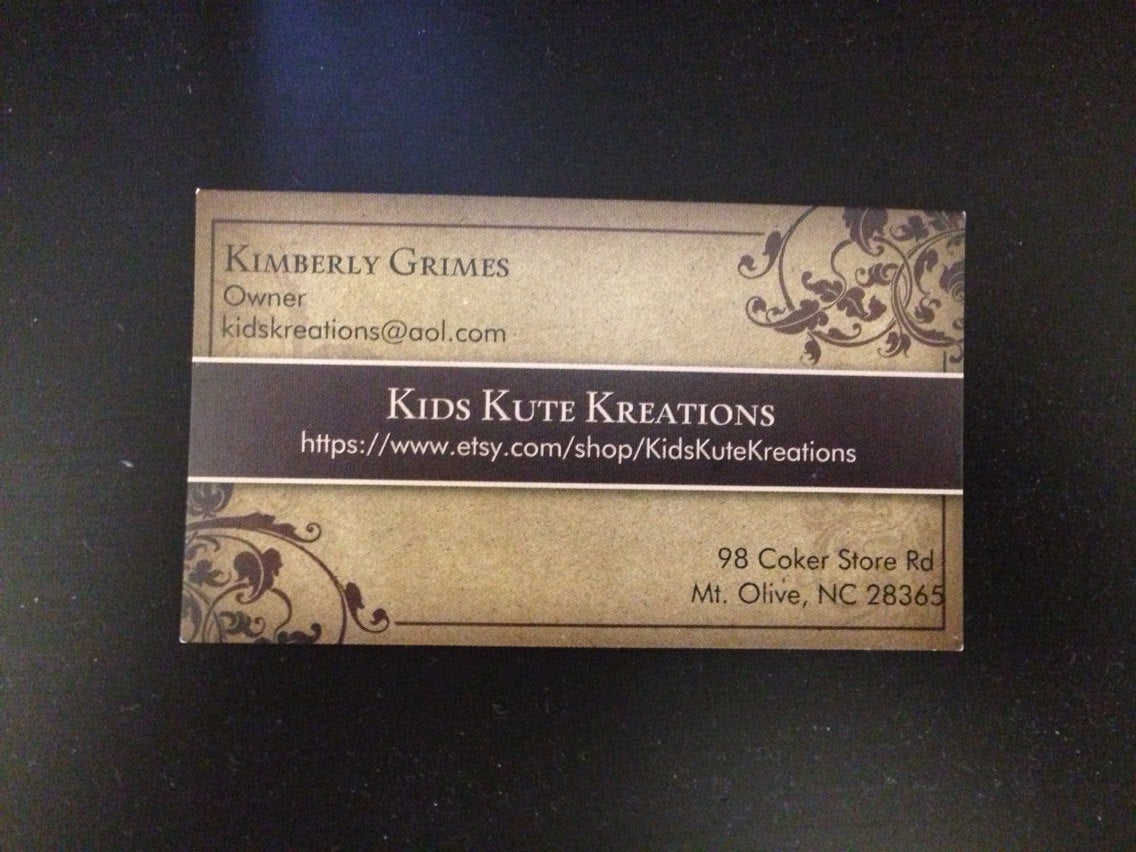 Kimberly Grimes
Owner
kidskreations@aol.com
Kids Kute Kreations
https://www.etsy.com/shop/KidsKuteKreations
98 Coker Store Rd
Mt. Olive, NC 28365